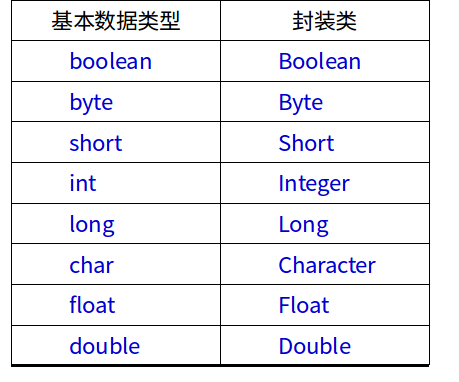 基本数据类型 封装类
boolean Boolean
byte Byte
short Short
int Integer
long Long
char Character
float Float
double Double